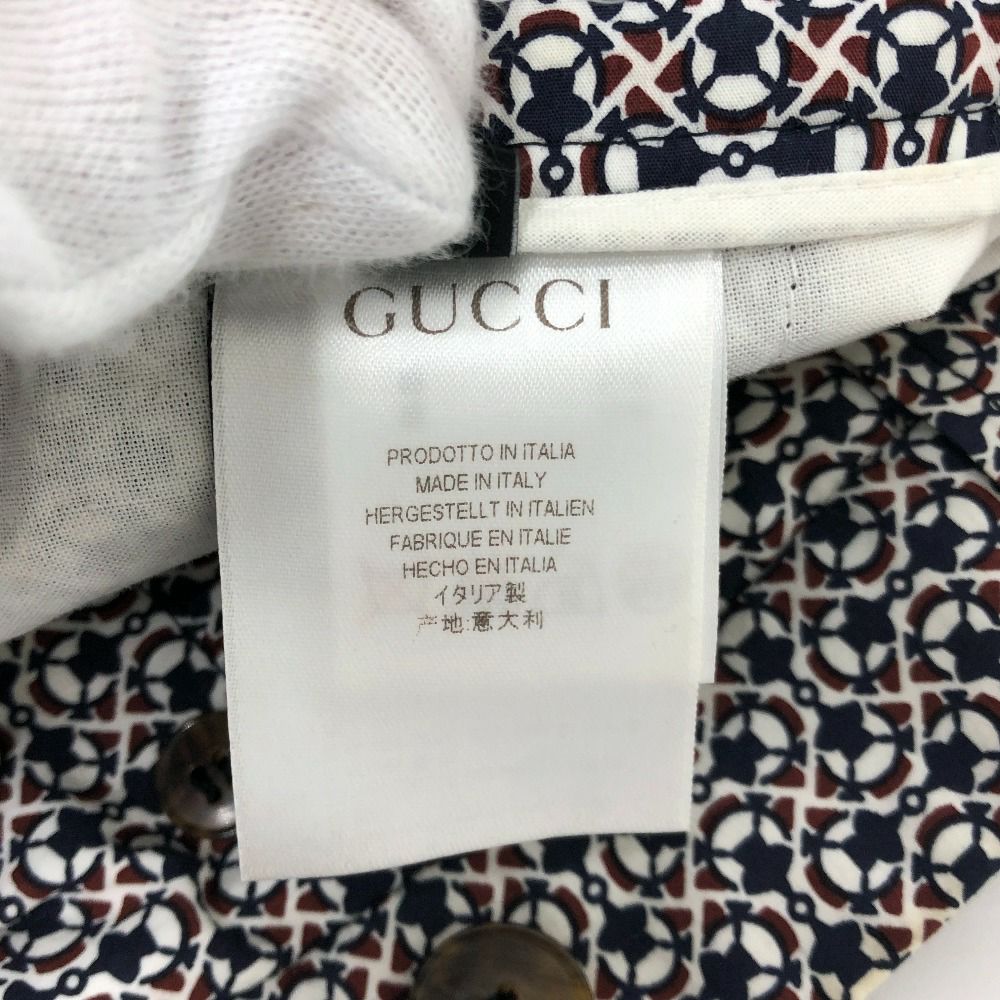 GUCCI
PRODOTTO IN ITALIA
MADE IN ITALY
HERGESTELLT IN ITALIEN
FABRIQUE EN ITALIE
HECHO EN ITALIA
イタリア製
产地:意大利